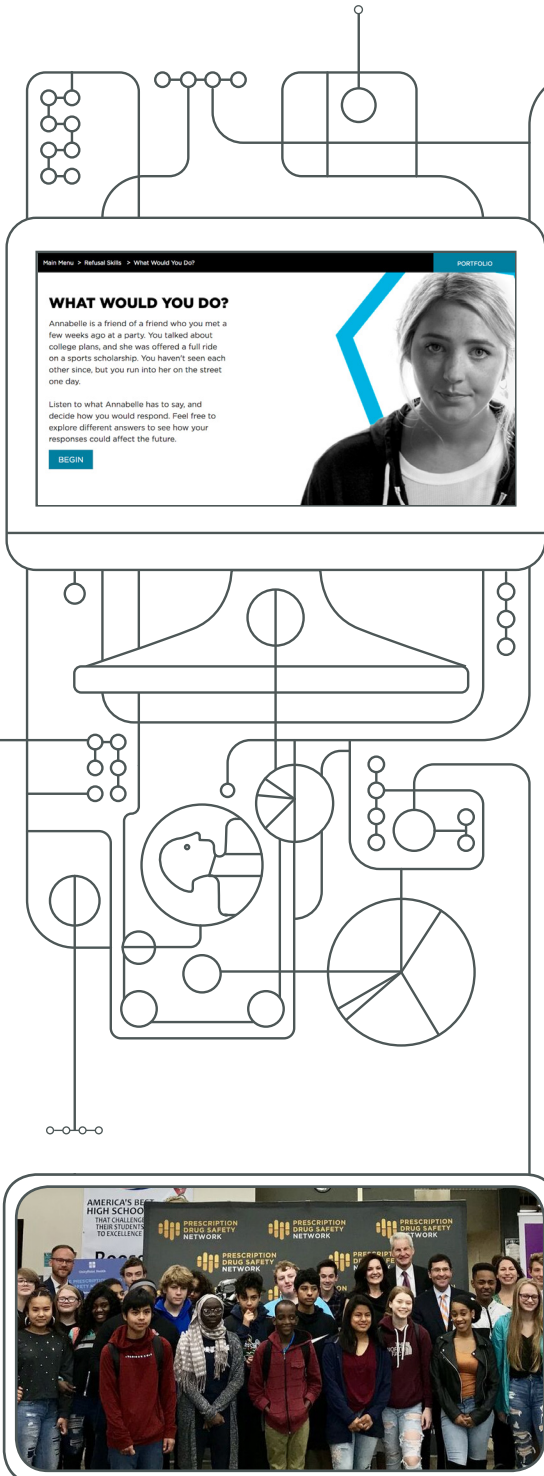 Main Menu > Refusal Skills > What Would You Do?
PORTFOLIO
WHAT WOULD YOU DO?
Annabelle is a friend of a friend who you met a
few weeks ago at a party. You talked about
college plans, and she was offered a full ride
on a sports scholarship. You haven't seen each
other since, but you run into her on the street
one day.
Listen to what Annabelle has to say, and
decide how you would respond. Feel free to
explore different answers to see how your
responses could affect the future.
BEGIN
AMERICA'S BEST
HIGH SCHOO
THAT CHALLENGE
THEIR STUDENTS
TO EXCELLENCE
PRESCRIPTION
DRUG SAFETY
NETWORK
PRESCRIPTION
DRUG SAFETY
NETWORK
PRESCRIPTION
DRUG SAFETY
NETWORK
PRESCRIPTION
DRUG SAFETY